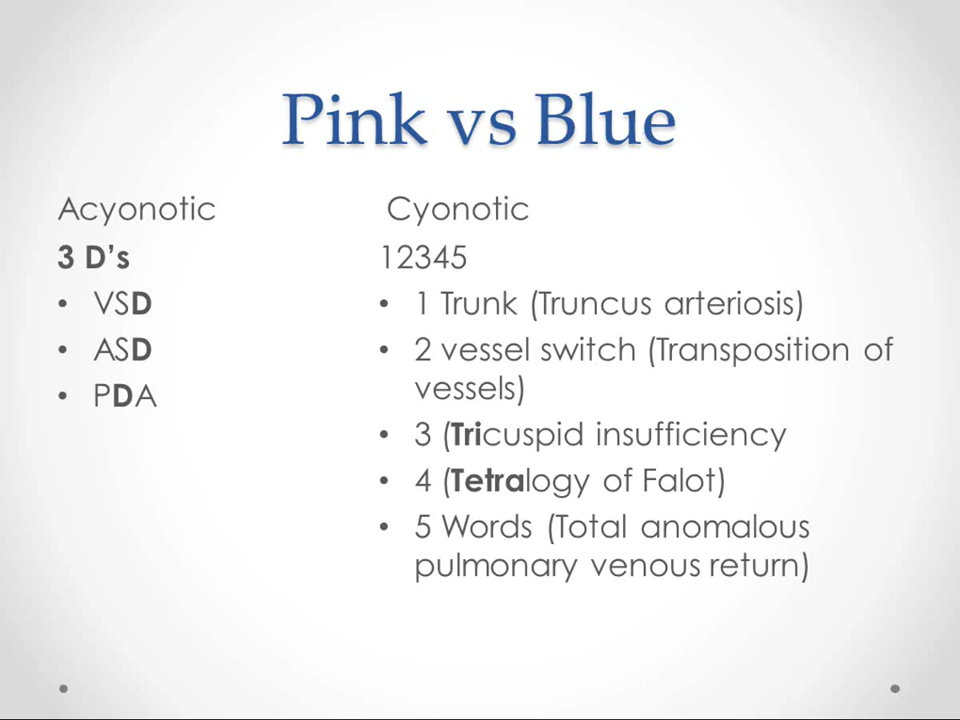 Pink vs Blue
Acyonotic
3 D’s
• VSD
• ASD
• PDA
Cyonotic
12345
• 1 Trunk (Truncus arteriosis)
• 2 vessel switch (Transposition of
vessels)
• 3 (Tricuspid insufficiency
• 4 (Tetralogy of Falot)
• 5 Words (Total anomalous
pulmonary venous return)